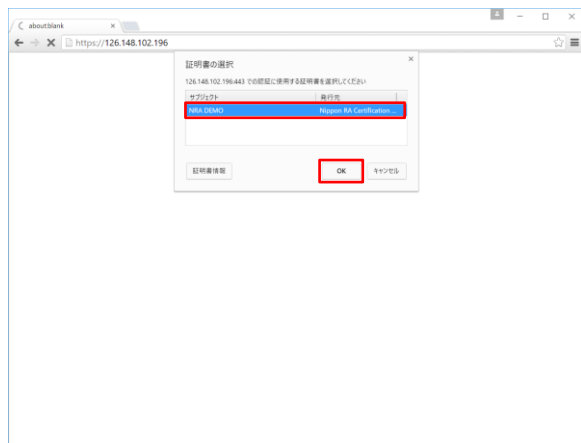 about:blank
https://126.148.102.196
証明書の選択
126.148.102.196:443 での認証に使用する証明書を選択してください
サブジェクト 発行元
NRA DEMO Nippon RA Certification ...
証明書情報 OK キャンセル